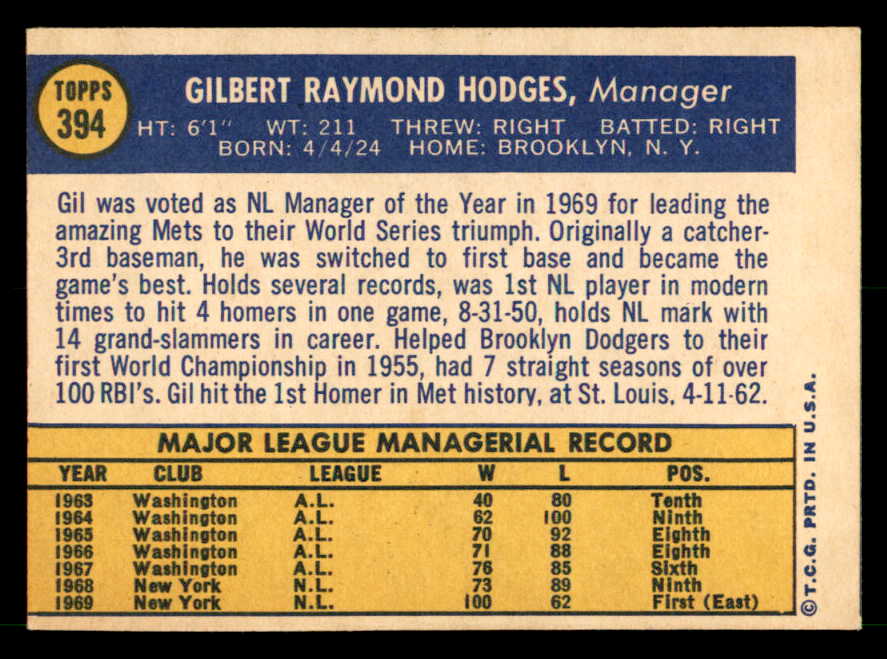 TOPPS
394
GILBERT RAYMOND HODGES, Manager
HT: 6'1" WT: 211 THREW: RIGHT BATTED: RIGHT
BORN: 4/4/24 HOME: BROOKLYN, N. Y.
Gil was voted as NL Manager of the Year in 1969 for leading the
amazing Mets to their World Series triumph. Originally a catcher-
3rd baseman, he was switched to first base and became the
game's best. Holds several records, was 1st NL player in modern
times to hit 4 homers in one game, 8-31-50, holds NL mark with
14 grand-slammers in career. Helped Brooklyn Dodgers to their
first World Championship in 1955, had 7 straight seasons of over
100 RBI's. Gil hit the 1st Homer in Met history, at St. Louis, 4-11-62.
MAJOR LEAGUE MANAGERIAL RECORD
YEAR CLUB LEAGUE W L POS.
1963 Washington A.L. 40 80 Tenth
1964 Washington A.L. 62 100 Ninth
1965 Washington A.L. 70 92 Eighth
1966 Washington A.L. 71 88 Eighth
1967 Washington A.L. 76 85 Sixth
1968 New York N.L. 73 89 Ninth
1969 New York N.L. 100 62 First (East)
©T.C.G. PRTD. IN U.S.A.